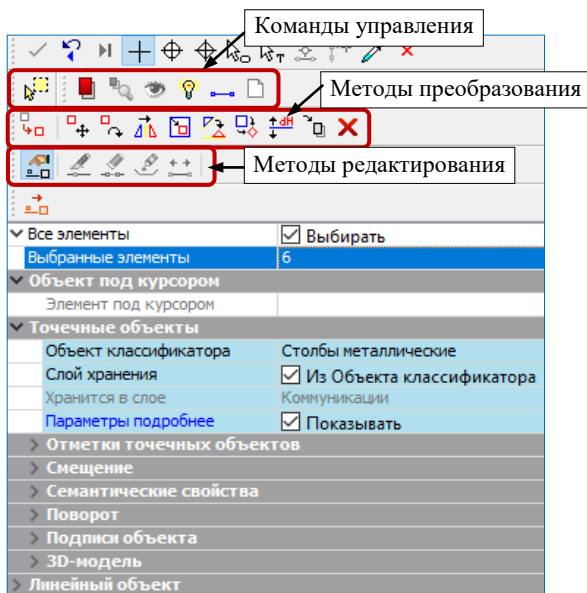 Команды управления
Методы преобразования
Методы редактирования
Все элементы Выбирать
Выбранные элементы 6
Объект под курсором
Элемент под курсором
Точечные объекты
Объект классификатора Столбы металлические
Слой хранения Из Объекта классификатора
Хранится в слое Коммуникации
Параметры подробнее Показывать
Отметки точечных объектов
Смещение
Семантические свойства
Поворот
Подписи объекта
3D-модель
Линейный объект